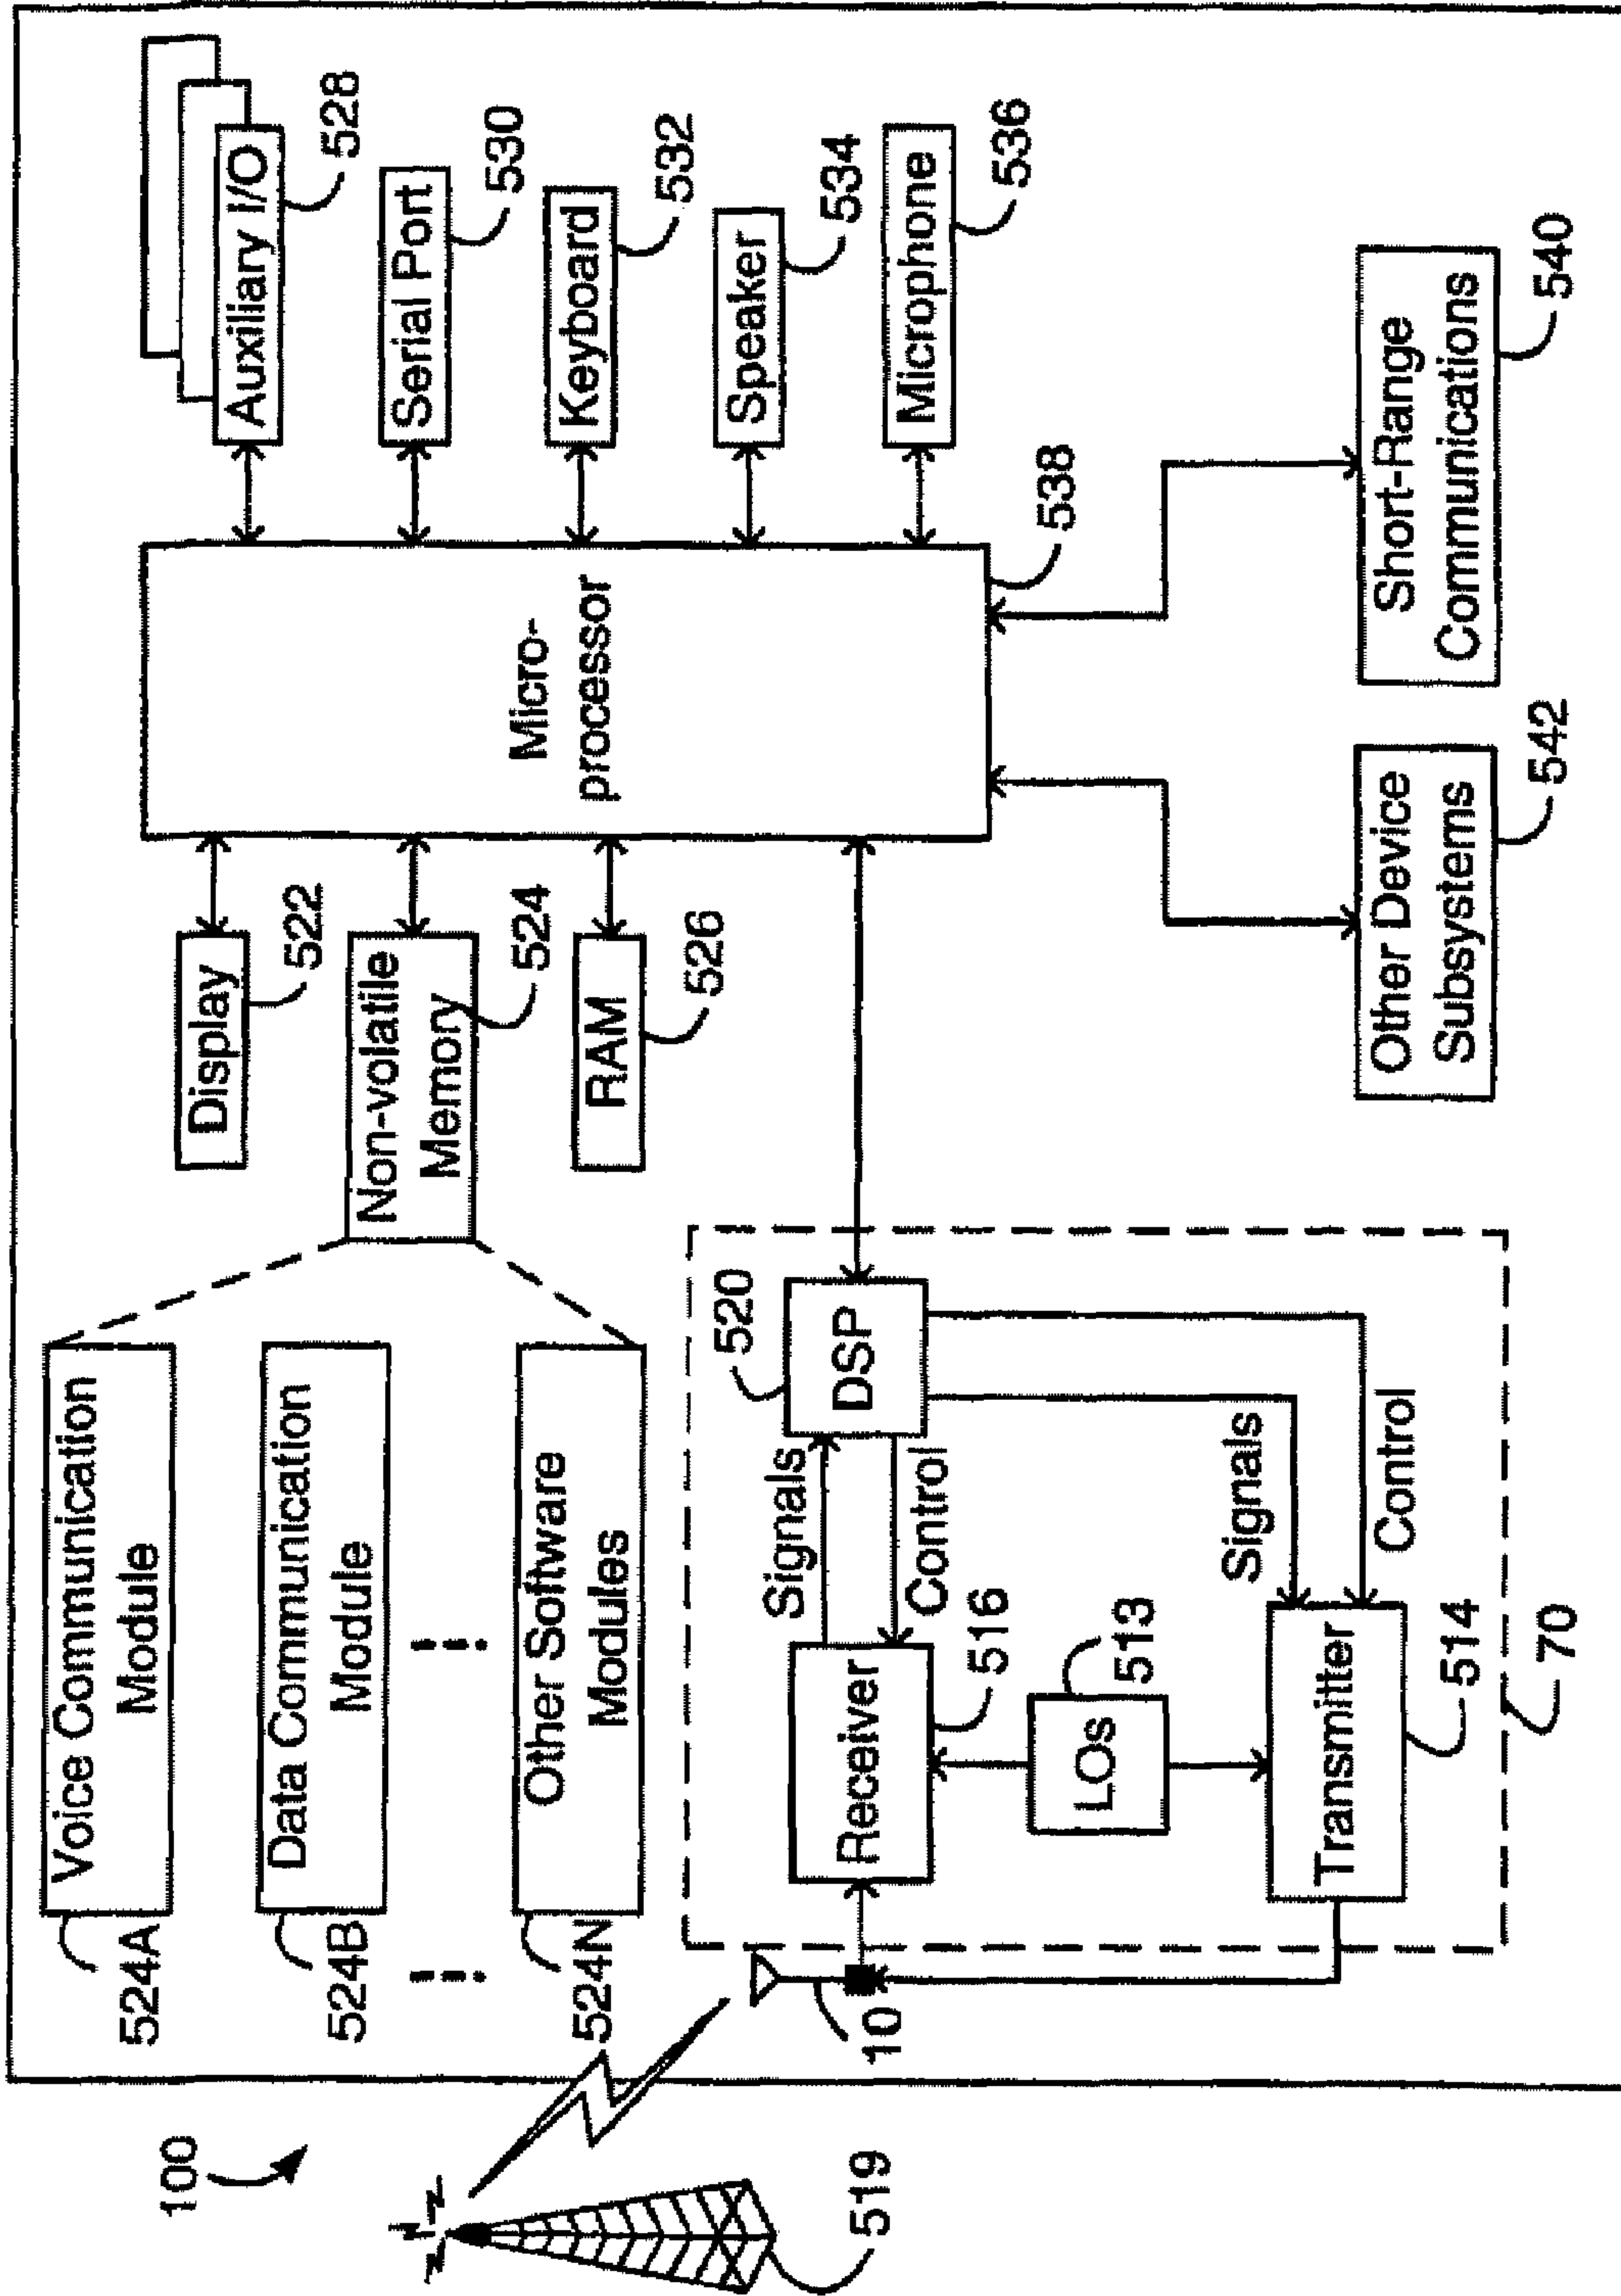 100
519
524A
Voice Communication
Module
524B
Data Communication
Module
524N
Other Software
Modules
Display
522
Non-volatile
Memory
524
RAM
526
Micro-
processor
538
Auxiliary I/O
528
Serial Port
530
Keyboard
532
Speaker
534
Microphone
536
10
Receiver
516
Signals
Control
DSP
520
LOs
513
Signals
Control
Transmitter
514
70
Other Device
Subsystems
542
Short-Range
Communications
540